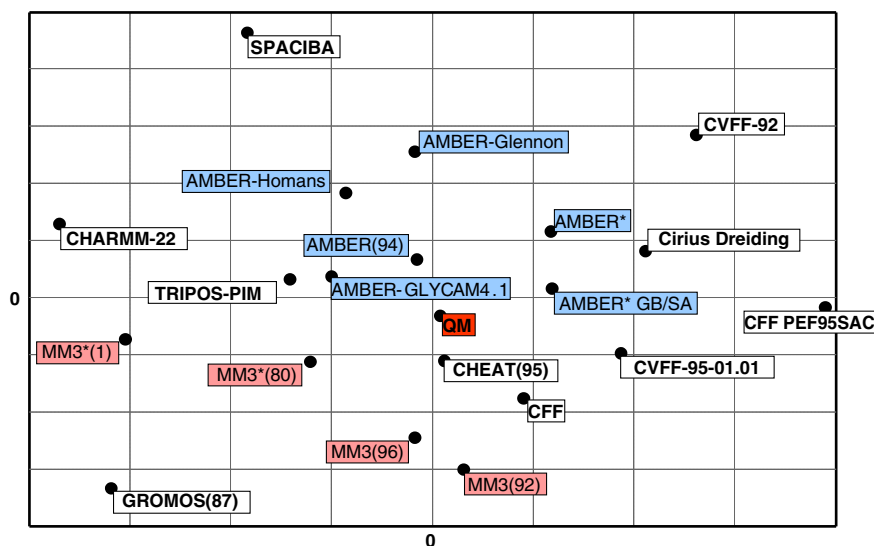 SPACIBA
CVFF-92
AMBER-Glennon
AMBER-Homans
AMBER*
CHARMM-22
AMBER(94)
Cirius Dreiding
TRIPOS-PIM
AMBER-GLYCAM4.1
AMBER* GB/SA
0
CFF PEF95SAC
QM
MM3*(1)
MM3*(80)
CHEAT(95)
CVFF-95-01.01
CFF
MM3(96)
MM3(92)
GROMOS(87)
0